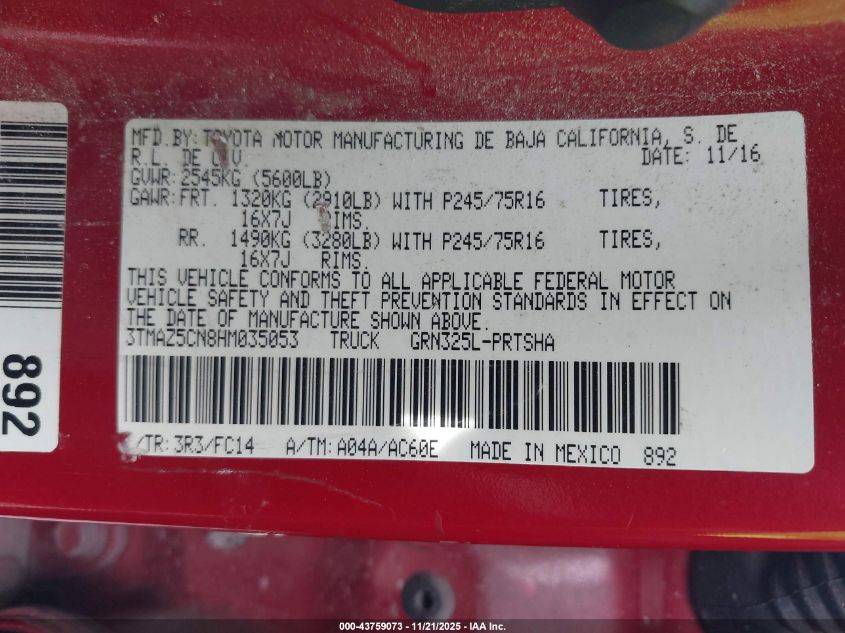 MFD.BY: TOYOTA MOTOR MANUFACTURING DE BAJA CALIFORNIA, S. DE
R.L. DE C.V. DATE: 11/16
GVWR: 2545KG (5600LB)
GAWR: FRT. 1320KG (2910LB) WITH P245/75R16 TIRES,
16X7J RIMS
RR. 1490KG (3280LB) WITH P245/75R16 TIRES,
16X7J RIMS
THIS VEHICLE CONFORMS TO ALL APPLICABLE FEDERAL MOTOR
VEHICLE SAFETY AND THEFT PREVENTION STANDARDS IN EFFECT ON
THE DATE OF MANUFACTURE SHOWN ABOVE.
3TMAZ5CN8HM035053 TRUCK GRN325L-PRTSHA
/TR: 3R3/FC14 A/TM: A04A/AC60E MADE IN MEXICO 892
892
000-43759073 - 11/21/2025 - IAA Inc.